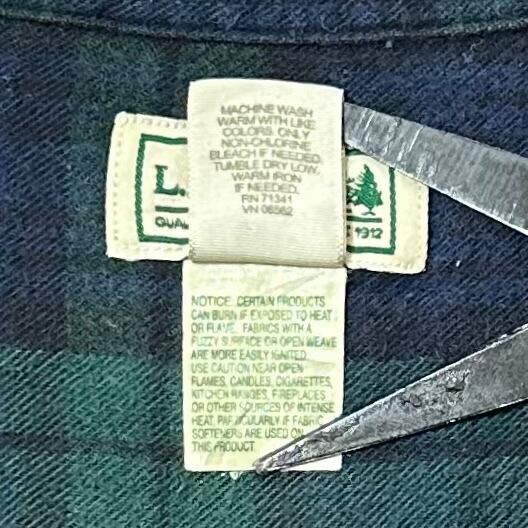 MACHINE WASH
WARM WITH LIKE
COLORS. ONLY
NON-CHLORINE
BLEACH IF NEEDED.
TUMBLE DRY LOW.
WARM IRON
IF NEEDED.
RN 71341
VN 06562
L.
QUAL
1912
NOTICE: CERTAIN PRODUCTS
CAN BURN IF EXPOSED TO HEAT
OR FLAME. FABRICS WITH A
FUZZY SURFACE OR OPEN WEAVE
ARE MORE EASILY IGNITED.
USE CAUTION NEAR OPEN
FLAMES, CANDLES, CIGARETTES,
KITCHEN RANGES, FIREPLACES
OR OTHER SOURCES OF INTENSE
HEAT, PARTICULARLY IF FABRIC
SOFTENERS ARE USED ON
THIS PRODUCT.